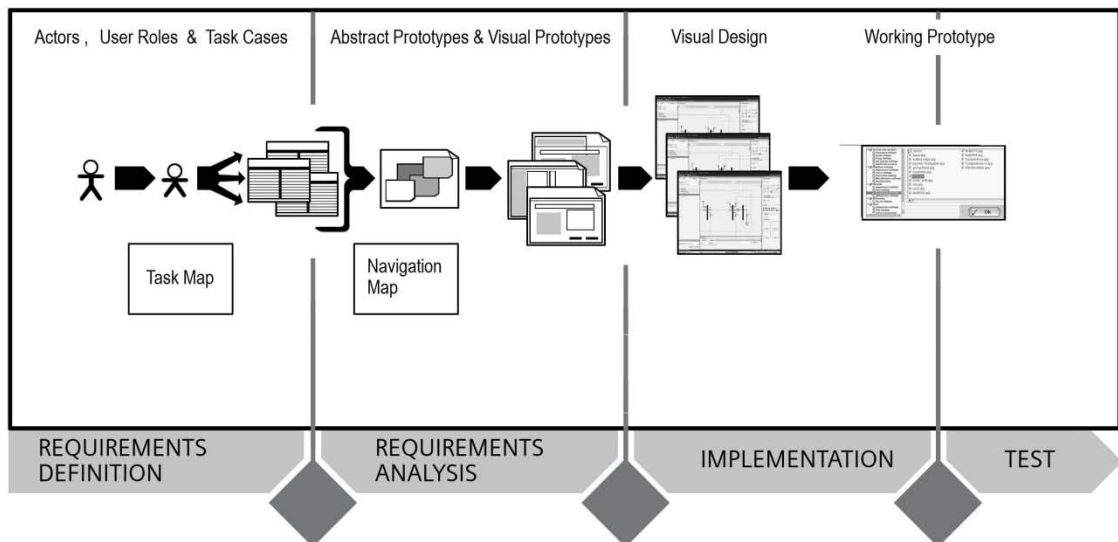 Actors , User Roles & Task Cases
Abstract Prototypes & Visual Prototypes
Visual Design
Working Prototype
Task Map
Navigation
Map
Ok
REQUIREMENTS
DEFINITION
REQUIREMENTS
ANALYSIS
IMPLEMENTATION
TEST